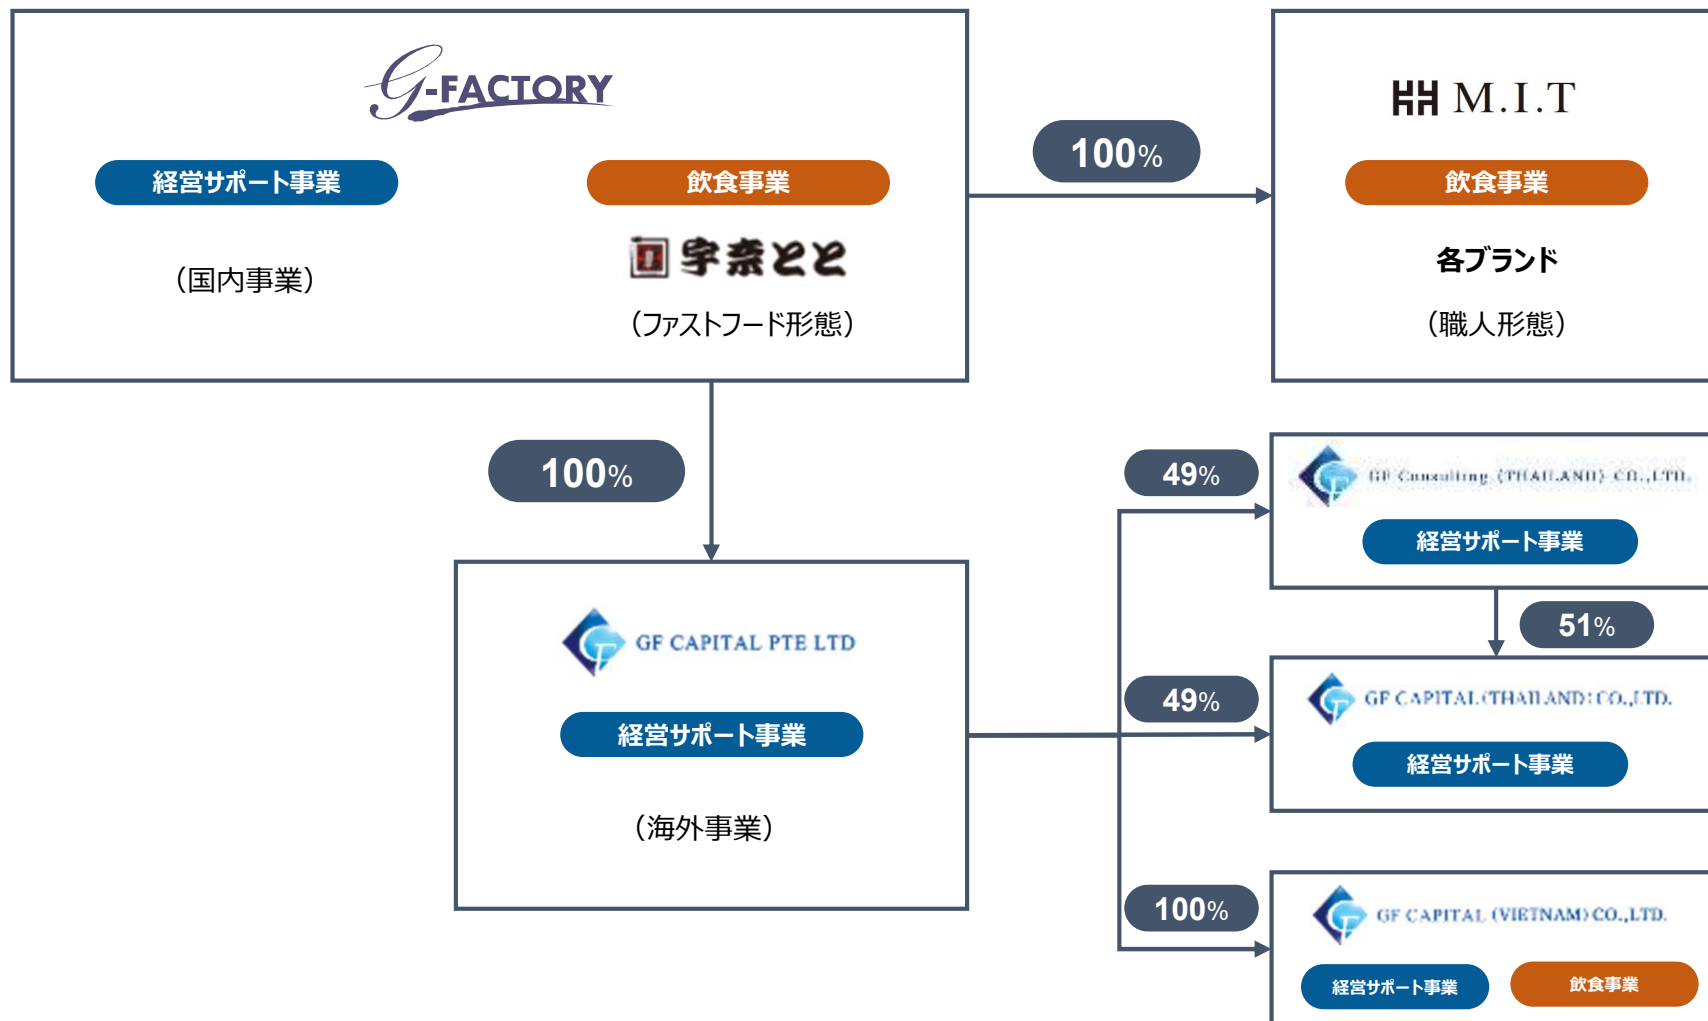 G-FACTORY
経営サポート事業
飲食事業
宇奈とと
（国内事業）
（ファストフード形態）
100%
M.I.T
飲食事業
各ブランド
（職人形態）
100%
GF CAPITAL PTE LTD
経営サポート事業
（海外事業）
49%
GF Consulting (THAILAND) CO.,LTD.
経営サポート事業
51%
49%
GF CAPITAL (THAILAND) CO.,LTD.
経営サポート事業
100%
GF CAPITAL (VIETNAM) CO.,LTD.
経営サポート事業
飲食事業